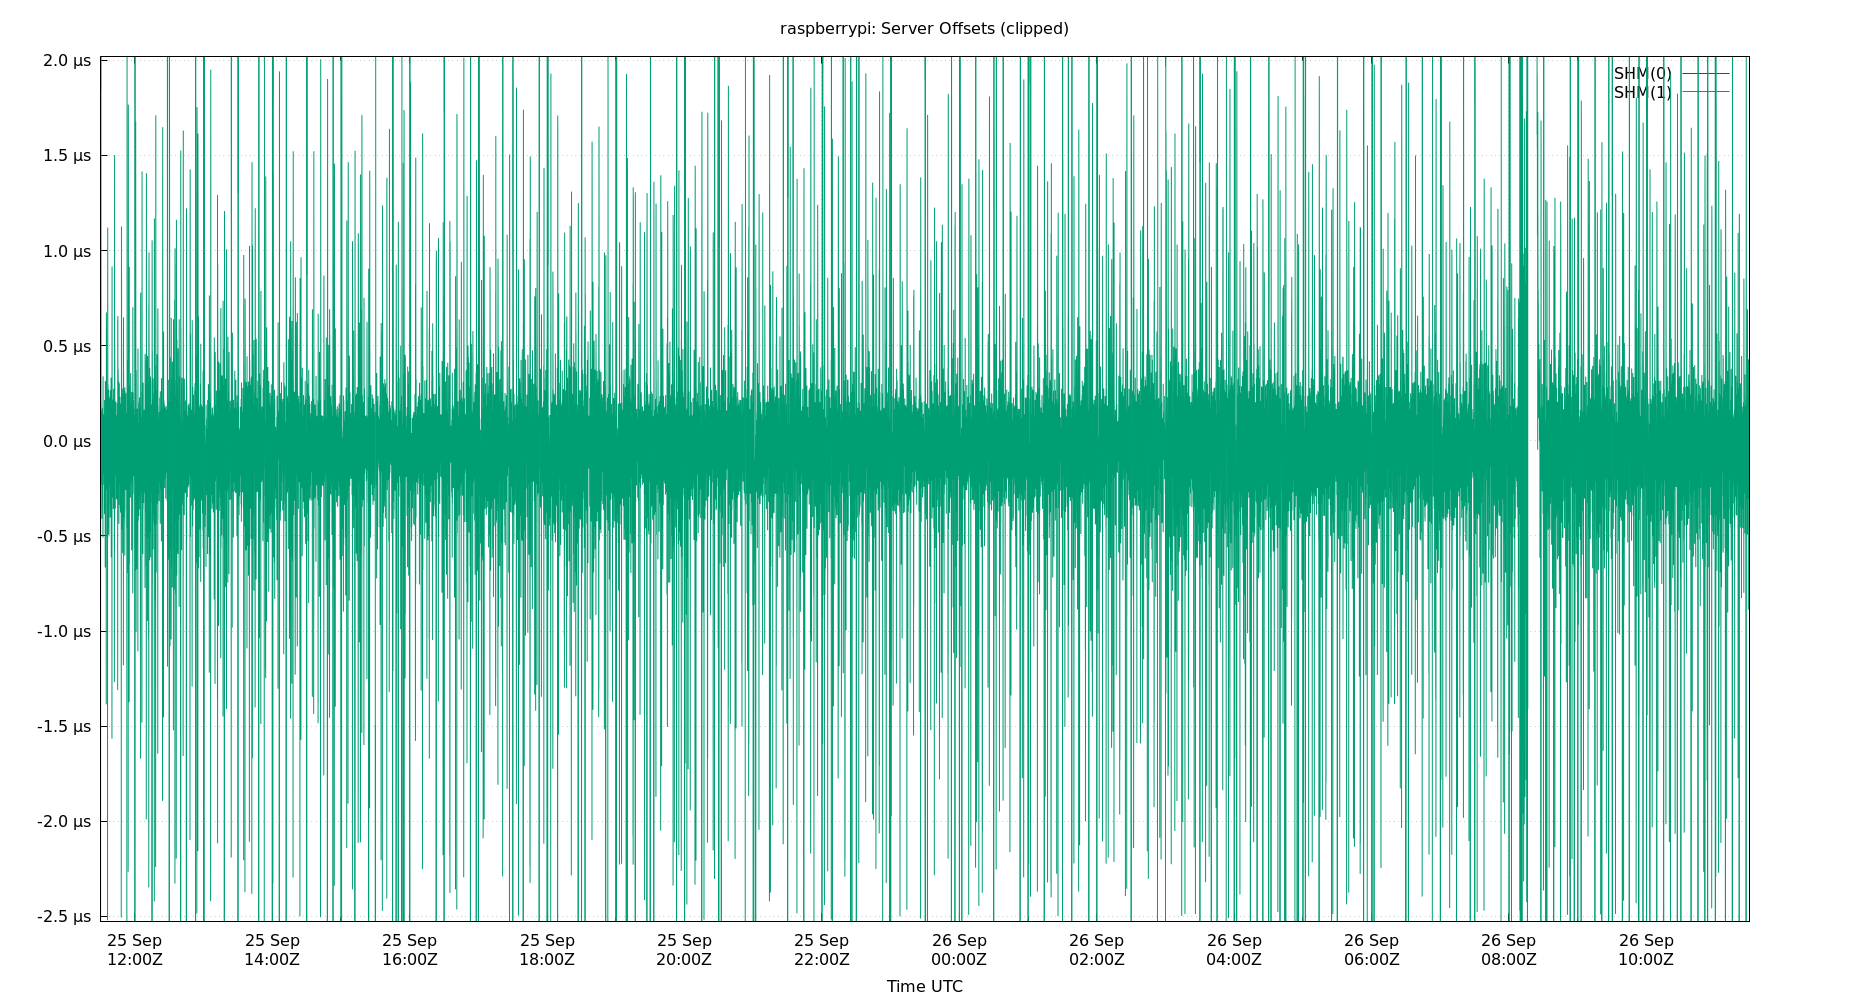 raspberrypi: Server Offsets (clipped)
2.0 µs
1.5 µs
1.0 µs
0.5 µs
0.0 µs
-0.5 µs
-1.0 µs
-1.5 µs
-2.0 µs
-2.5 µs
SHM(0)
SHM(1)
25 Sep 25 Sep 25 Sep 25 Sep 25 Sep 25 Sep 26 Sep 26 Sep 26 Sep 26 Sep 26 Sep 26 Sep
12:00Z 14:00Z 16:00Z 18:00Z 20:00Z 22:00Z 00:00Z 02:00Z 04:00Z 06:00Z 08:00Z 10:00Z
Time UTC